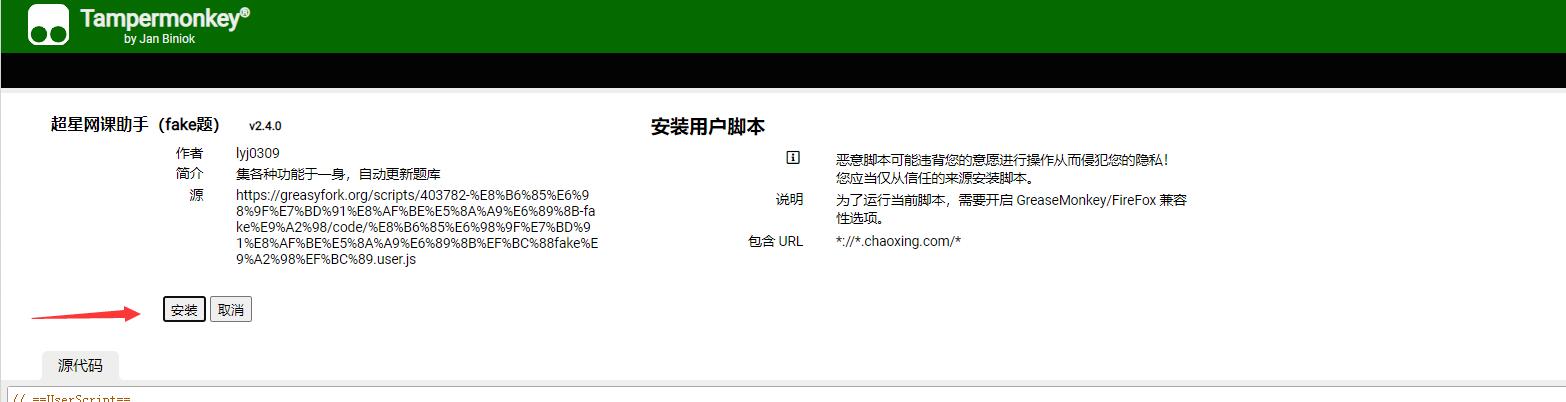 Tampermonkey®
by Jan Biniok
超星网课助手（fake题） v2.4.0
作者 lyj0309
简介 集各种功能于一身，自动更新题库
源 https://greasyfork.org/scripts/403782-%E8%B6%85%E6%9
8%9F%E7%BD%91%E8%AF%BE%E5%8A%A9%E6%89%8B-fa
ke%E9%A2%98/code/%E8%B6%85%E6%98%9F%E7%BD%9
1%E8%AF%BE%E5%8A%A9%E6%89%8B%EF%BC%88fake%E
9%A2%98%EF%BC%89.user.js
安装 取消
安装用户脚本
恶意脚本可能违背您的意愿进行操作从而侵犯您的隐私！
您应当仅从信任的来源安装脚本。
说明 为了运行当前脚本，需要开启 GreaseMonkey/FireFox 兼容
性选项。
包含 URL *://*.chaoxing.com/*
源代码
// ==UserScript==